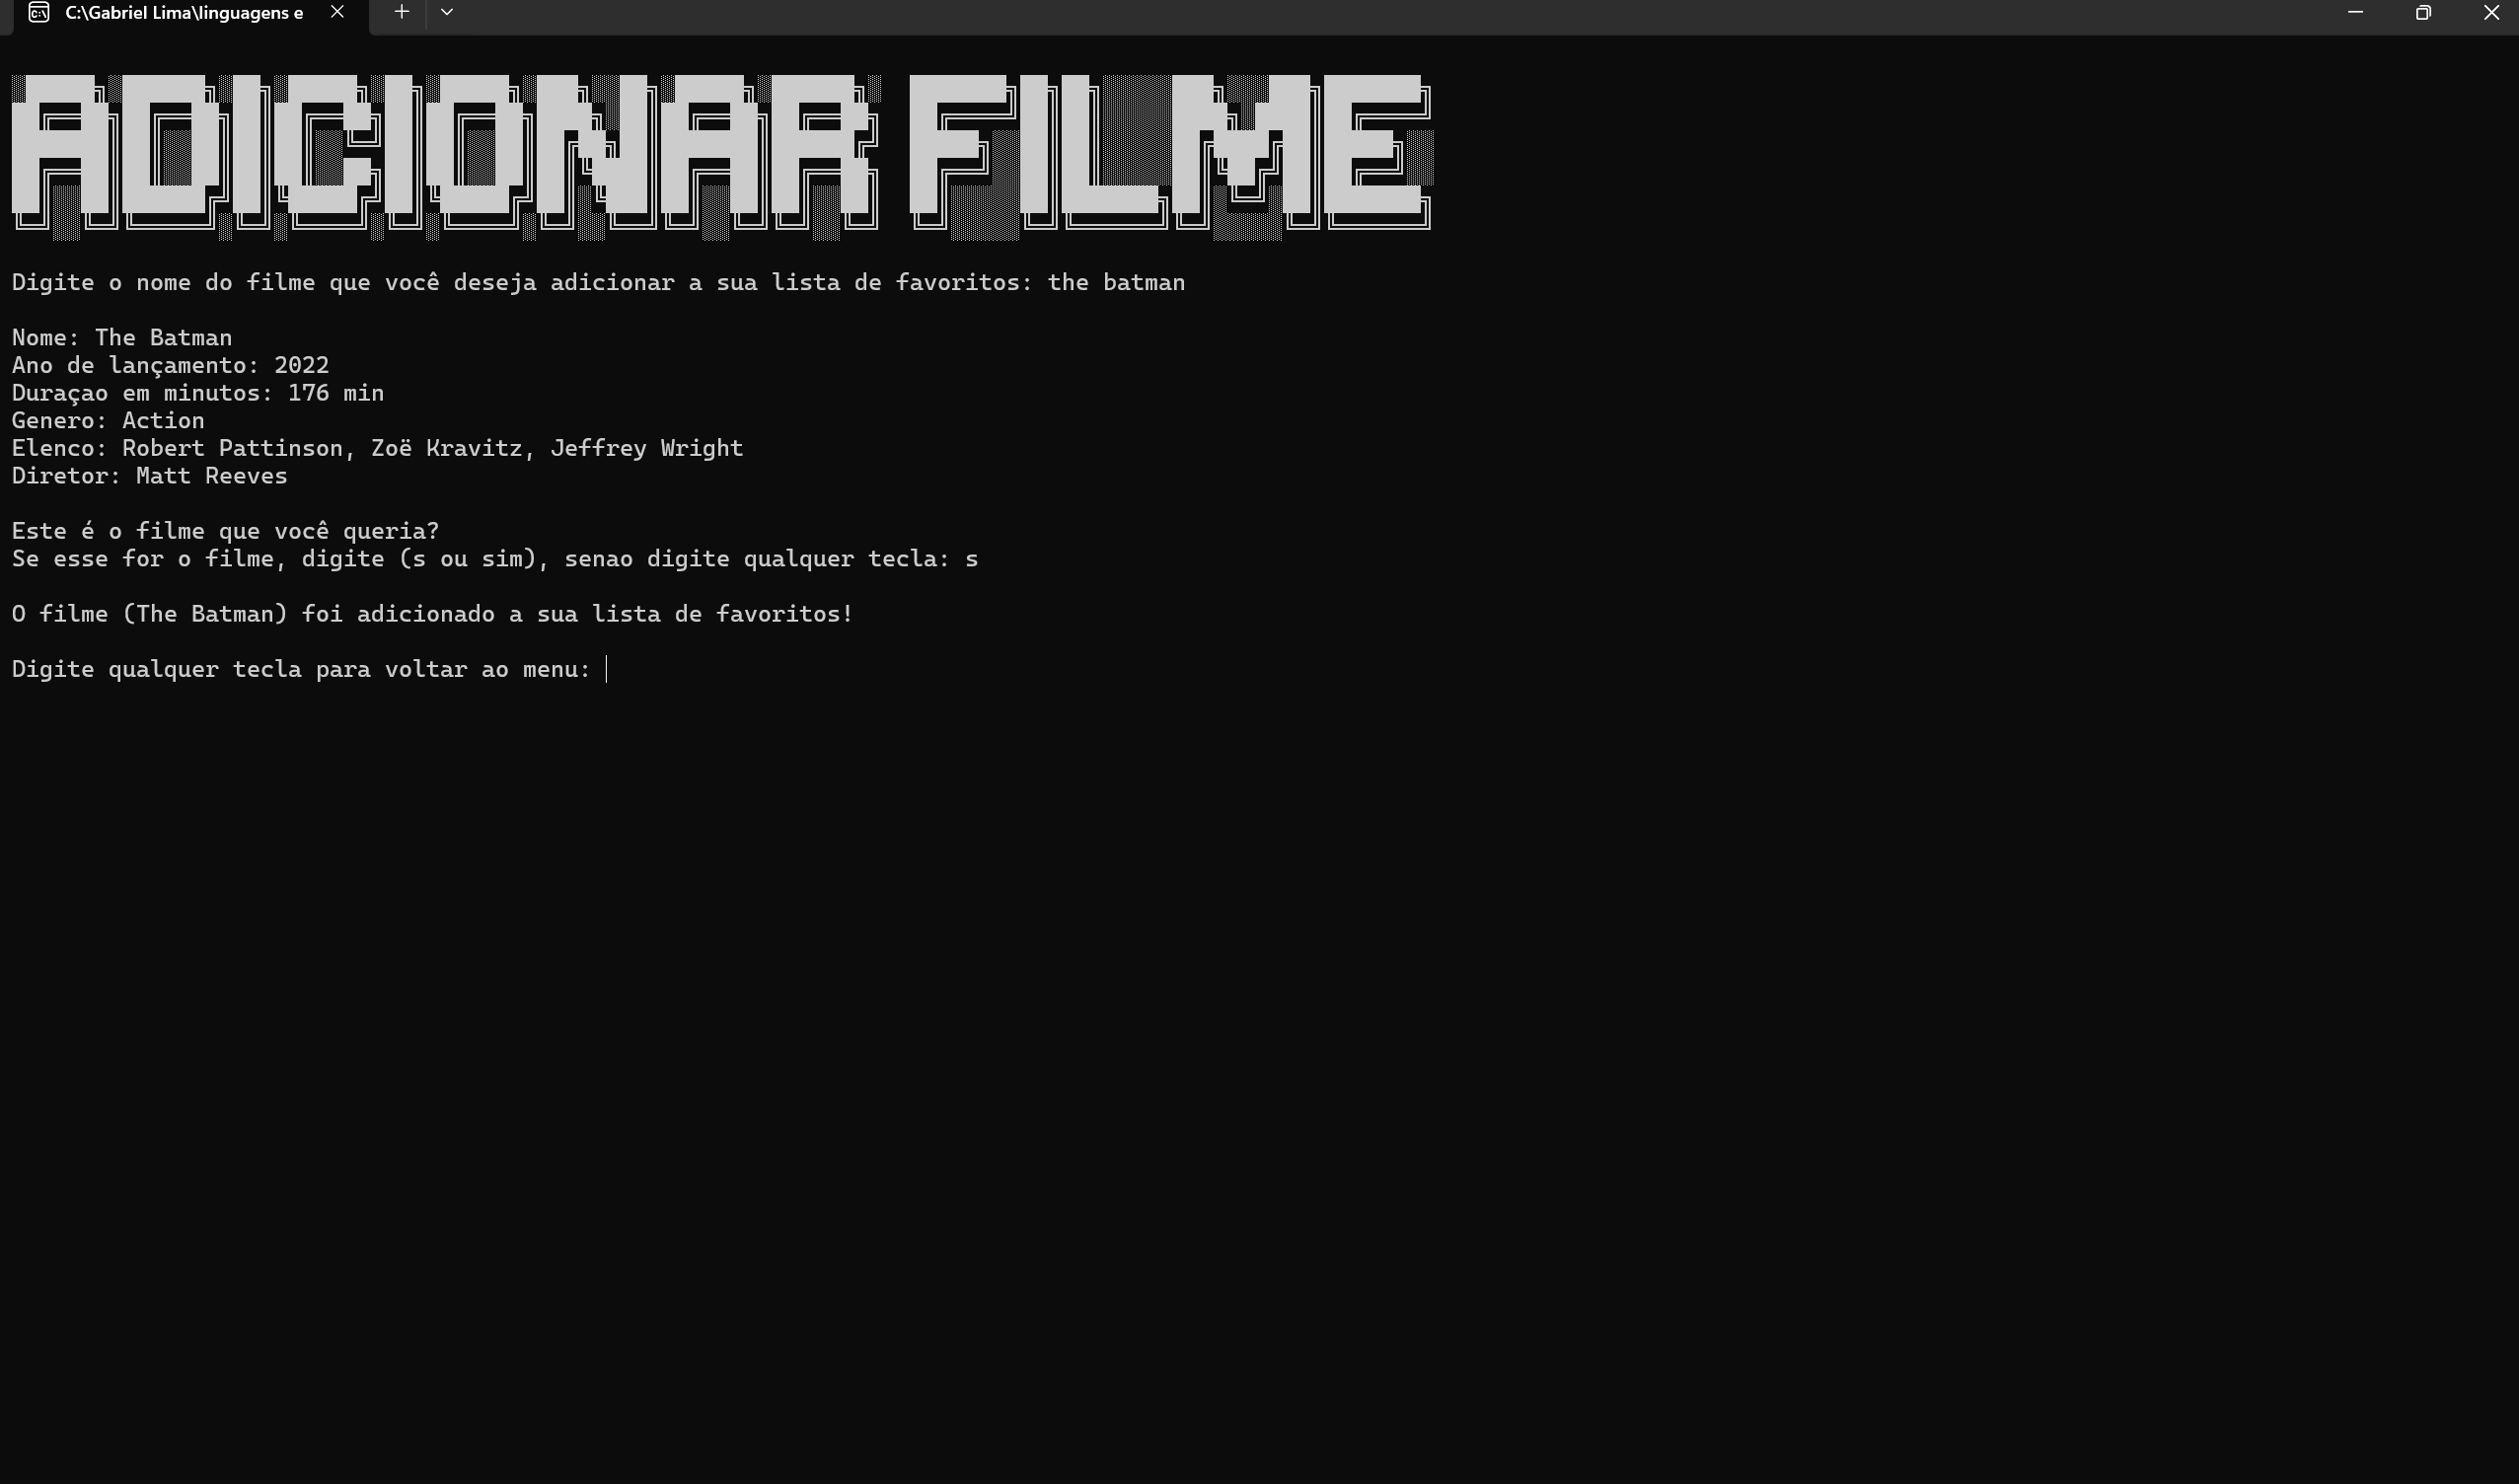 C:\Gabriel Lima\linguagens e
ADICIONAR FILME
Digite o nome do filme que você deseja adicionar a sua lista de favoritos: the batman
Nome: The Batman
Ano de lançamento: 2022
Duraçao em minutos: 176 min
Genero: Action
Elenco: Robert Pattinson, Zoë Kravitz, Jeffrey Wright
Diretor: Matt Reeves
Este é o filme que você queria?
Se esse for o filme, digite (s ou sim), senao digite qualquer tecla: s
O filme (The Batman) foi adicionado a sua lista de favoritos!
Digite qualquer tecla para voltar ao menu: